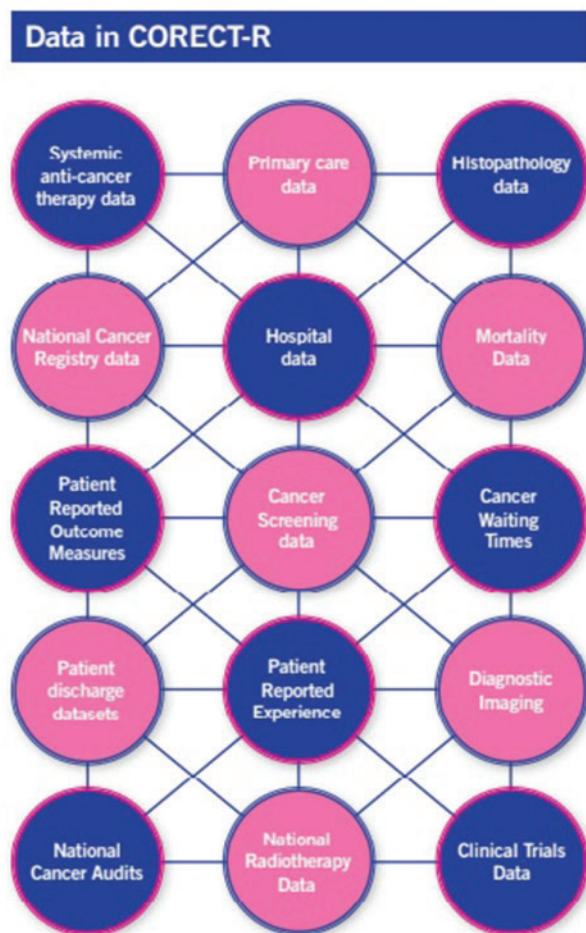 Data in CORECT-R
Systemic
anti-cancer
therapy data
Primary care
data
Histopathology
data
National Cancer
Registry data
Hospital
data
Mortality
Data
Patient
Reported
Outcome
Measures
Cancer
Screening
data
Cancer
Waiting
Times
Patient
discharge
datasets
Patient
Reported
Experience
Diagnostic
Imaging
National
Cancer Audits
National
Radiotherapy
Data
Clinical Trials
Data